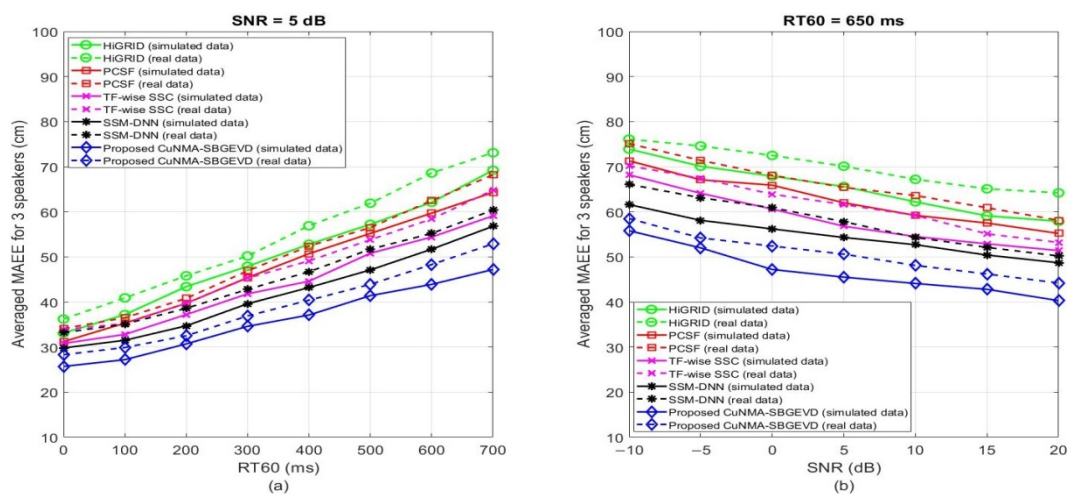 SNR = 5 dB
100
90
80
70
60
50
40
30
20
10
Averaged MAEE for 3 speakers (cm)
HiGRID (simulated data)
HiGRID (real data)
PCSF (simulated data)
PCSF (real data)
TF-wise SSC (simulated data)
TF-wise SSC (real data)
SSM-DNN (simulated data)
SSM-DNN (real data)
Proposed CuNMA-SBGEVD (simulated data)
Proposed CuNMA-SBGEVD (real data)
0 100 200 300 400 500 600 700
RT60 (ms)
(a)
RT60 = 650 ms
100
90
80
70
60
50
40
30
20
10
Averaged MAEE for 3 speakers (cm)
HiGRID (simulated data)
HiGRID (real data)
PCSF (simulated data)
PCSF (real data)
TF-wise SSC (simulated data)
TF-wise SSC (real data)
SSM-DNN (simulated data)
SSM-DNN (real data)
Proposed CuNMA-SBGEVD (simulated data)
Proposed CuNMA-SBGEVD (real data)
−10 −5 0 5 10 15 20
SNR (dB)
(b)